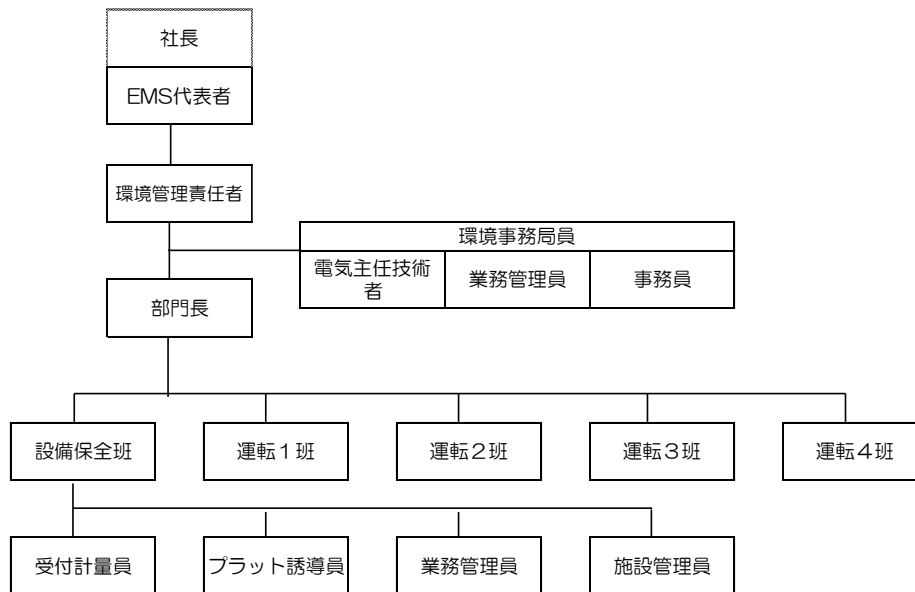 社長
EMS代表者
環境管理責任者
環境事務局員
電気主任技術
者
業務管理員
事務員
部門長
設備保全班
運転１班
運転２班
運転３班
運転４班
受付計量員
プラット誘導員
業務管理員
施設管理員